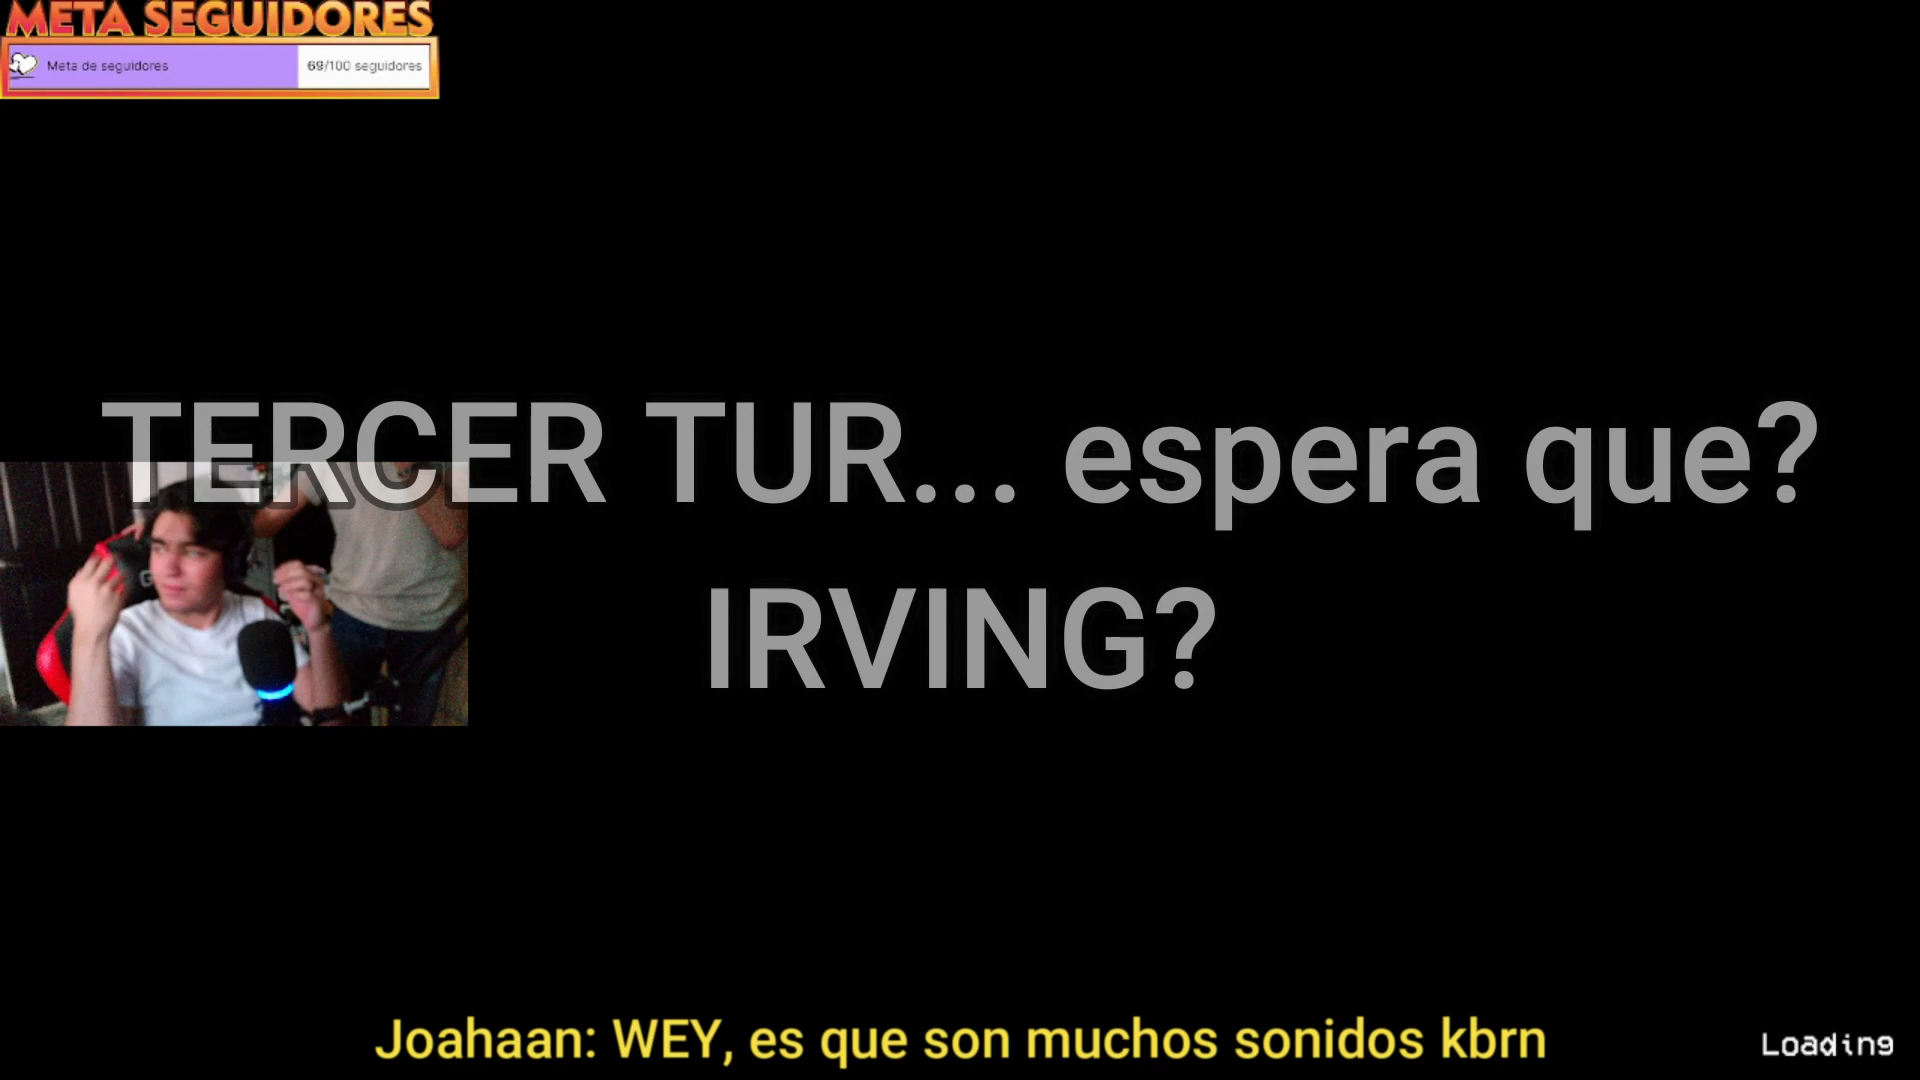 META SEGUIDORES
Meta de seguidores 69/100 seguidores
TERCER TUR... espera que?
IRVING?
Joahaan: WEY, es que son muchos sonidos kbrn
Loading